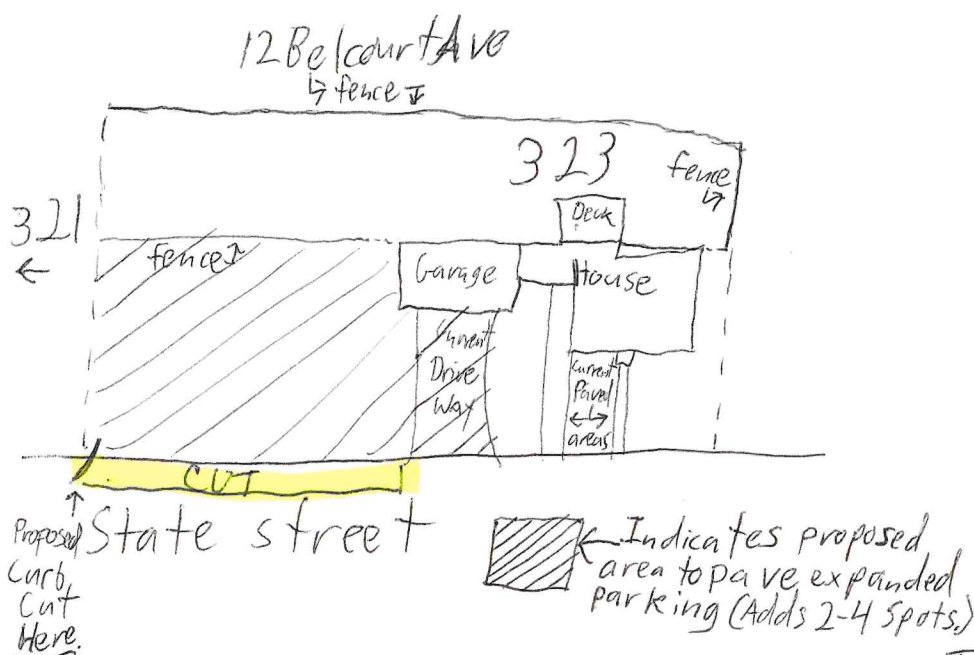 12 Belcourt Ave
fence
323
fence
Deck
321
fence
Garage
House
Current
Drive
Way
Current
Paved
areas
CUT
State street
Proposed
Curb
Cut
Here.
Indicates proposed
area to pave, expanded
parking (Adds 2-4 Spots.)